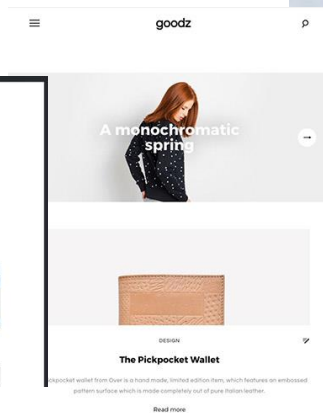 goodz
A monochromatic
spring
DESIGN
The Pickpocket Wallet
wallet from Gver is a hand made, limited edition item, which features an embossed
pattern surface which is made completely out of pure Italian leather.
Read more